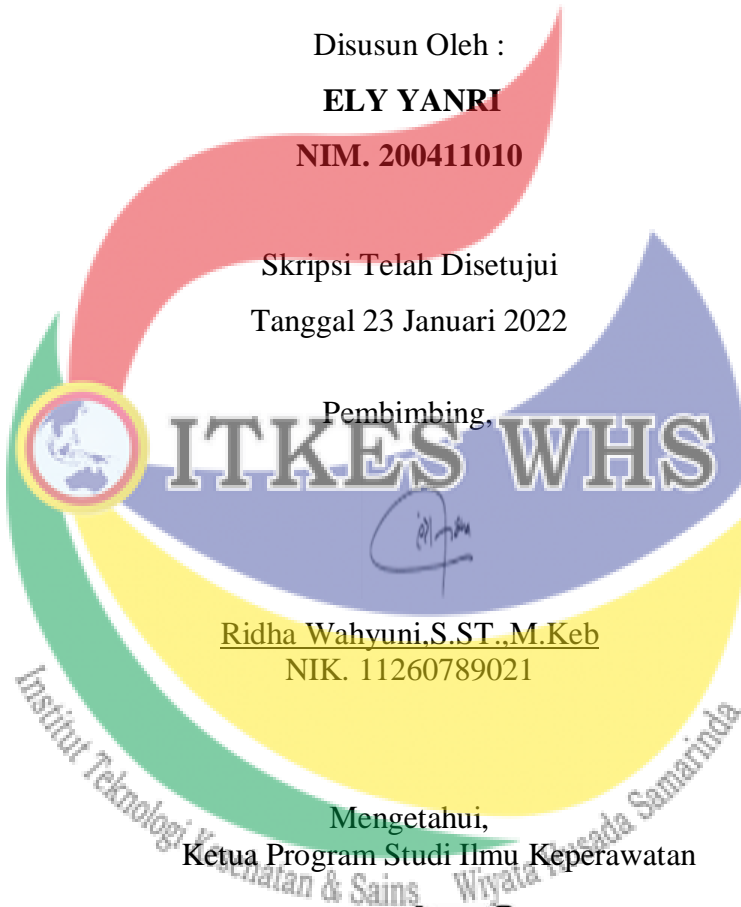 Disusun Oleh :
ELY YANRI
NIM. 200411010
Skripsi Telah Disetujui
Tanggal 23 Januari 2022
Pembimbing,
ITKES WHS
Ridha Wahyuni,S.ST.,M.Keb
NIK. 11260789021
Mengetahui,
Ketua Program Studi Ilmu Keperawatan
Institut Teknologi Kesehatan & Sains Wiyata Husada Samarinda